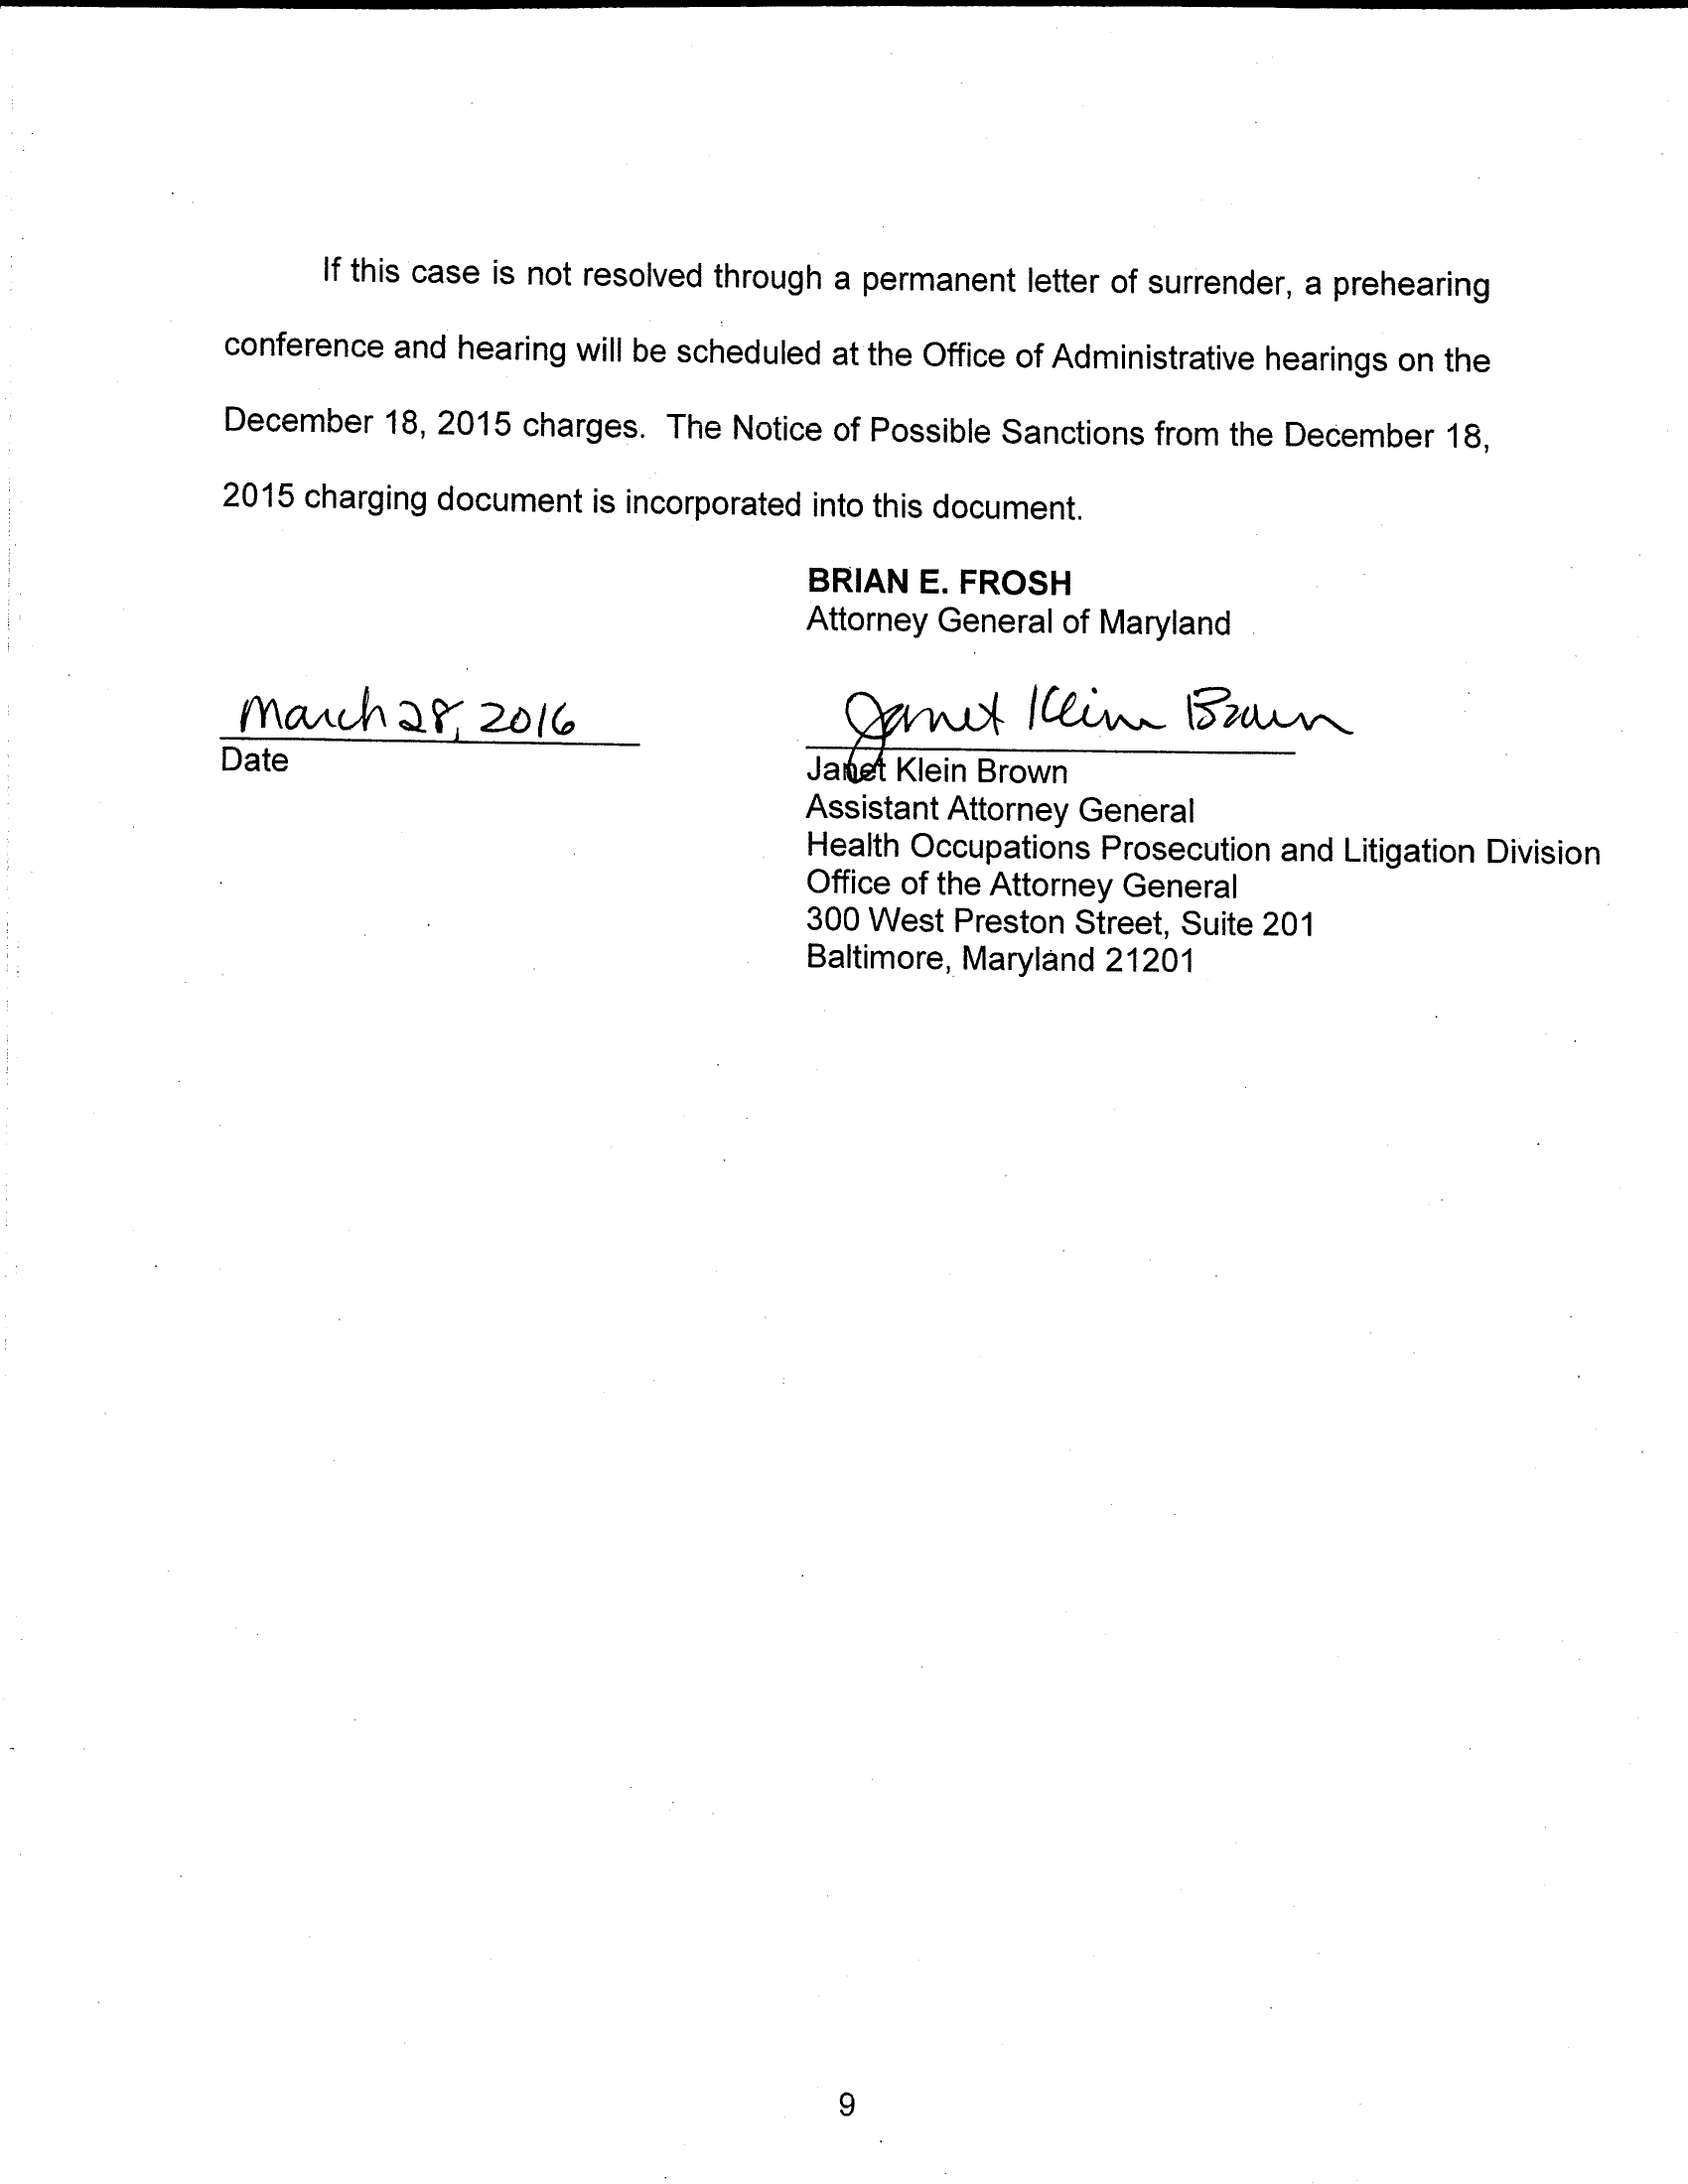 If this case is not resolved through a permanent letter of surrender, a prehearing
conference and hearing will be scheduled at the Office of Administrative hearings on the
December 18, 2015 charges. The Notice of Possible Sanctions from the December 18,
2015 charging document is incorporated into this document.
BRIAN E. FROSH
Attorney General of Maryland
March 28, 2016
Date
Janet Klein Brown
Janet Klein Brown
Assistant Attorney General
Health Occupations Prosecution and Litigation Division
Office of the Attorney General
300 West Preston Street, Suite 201
Baltimore, Maryland 21201
9